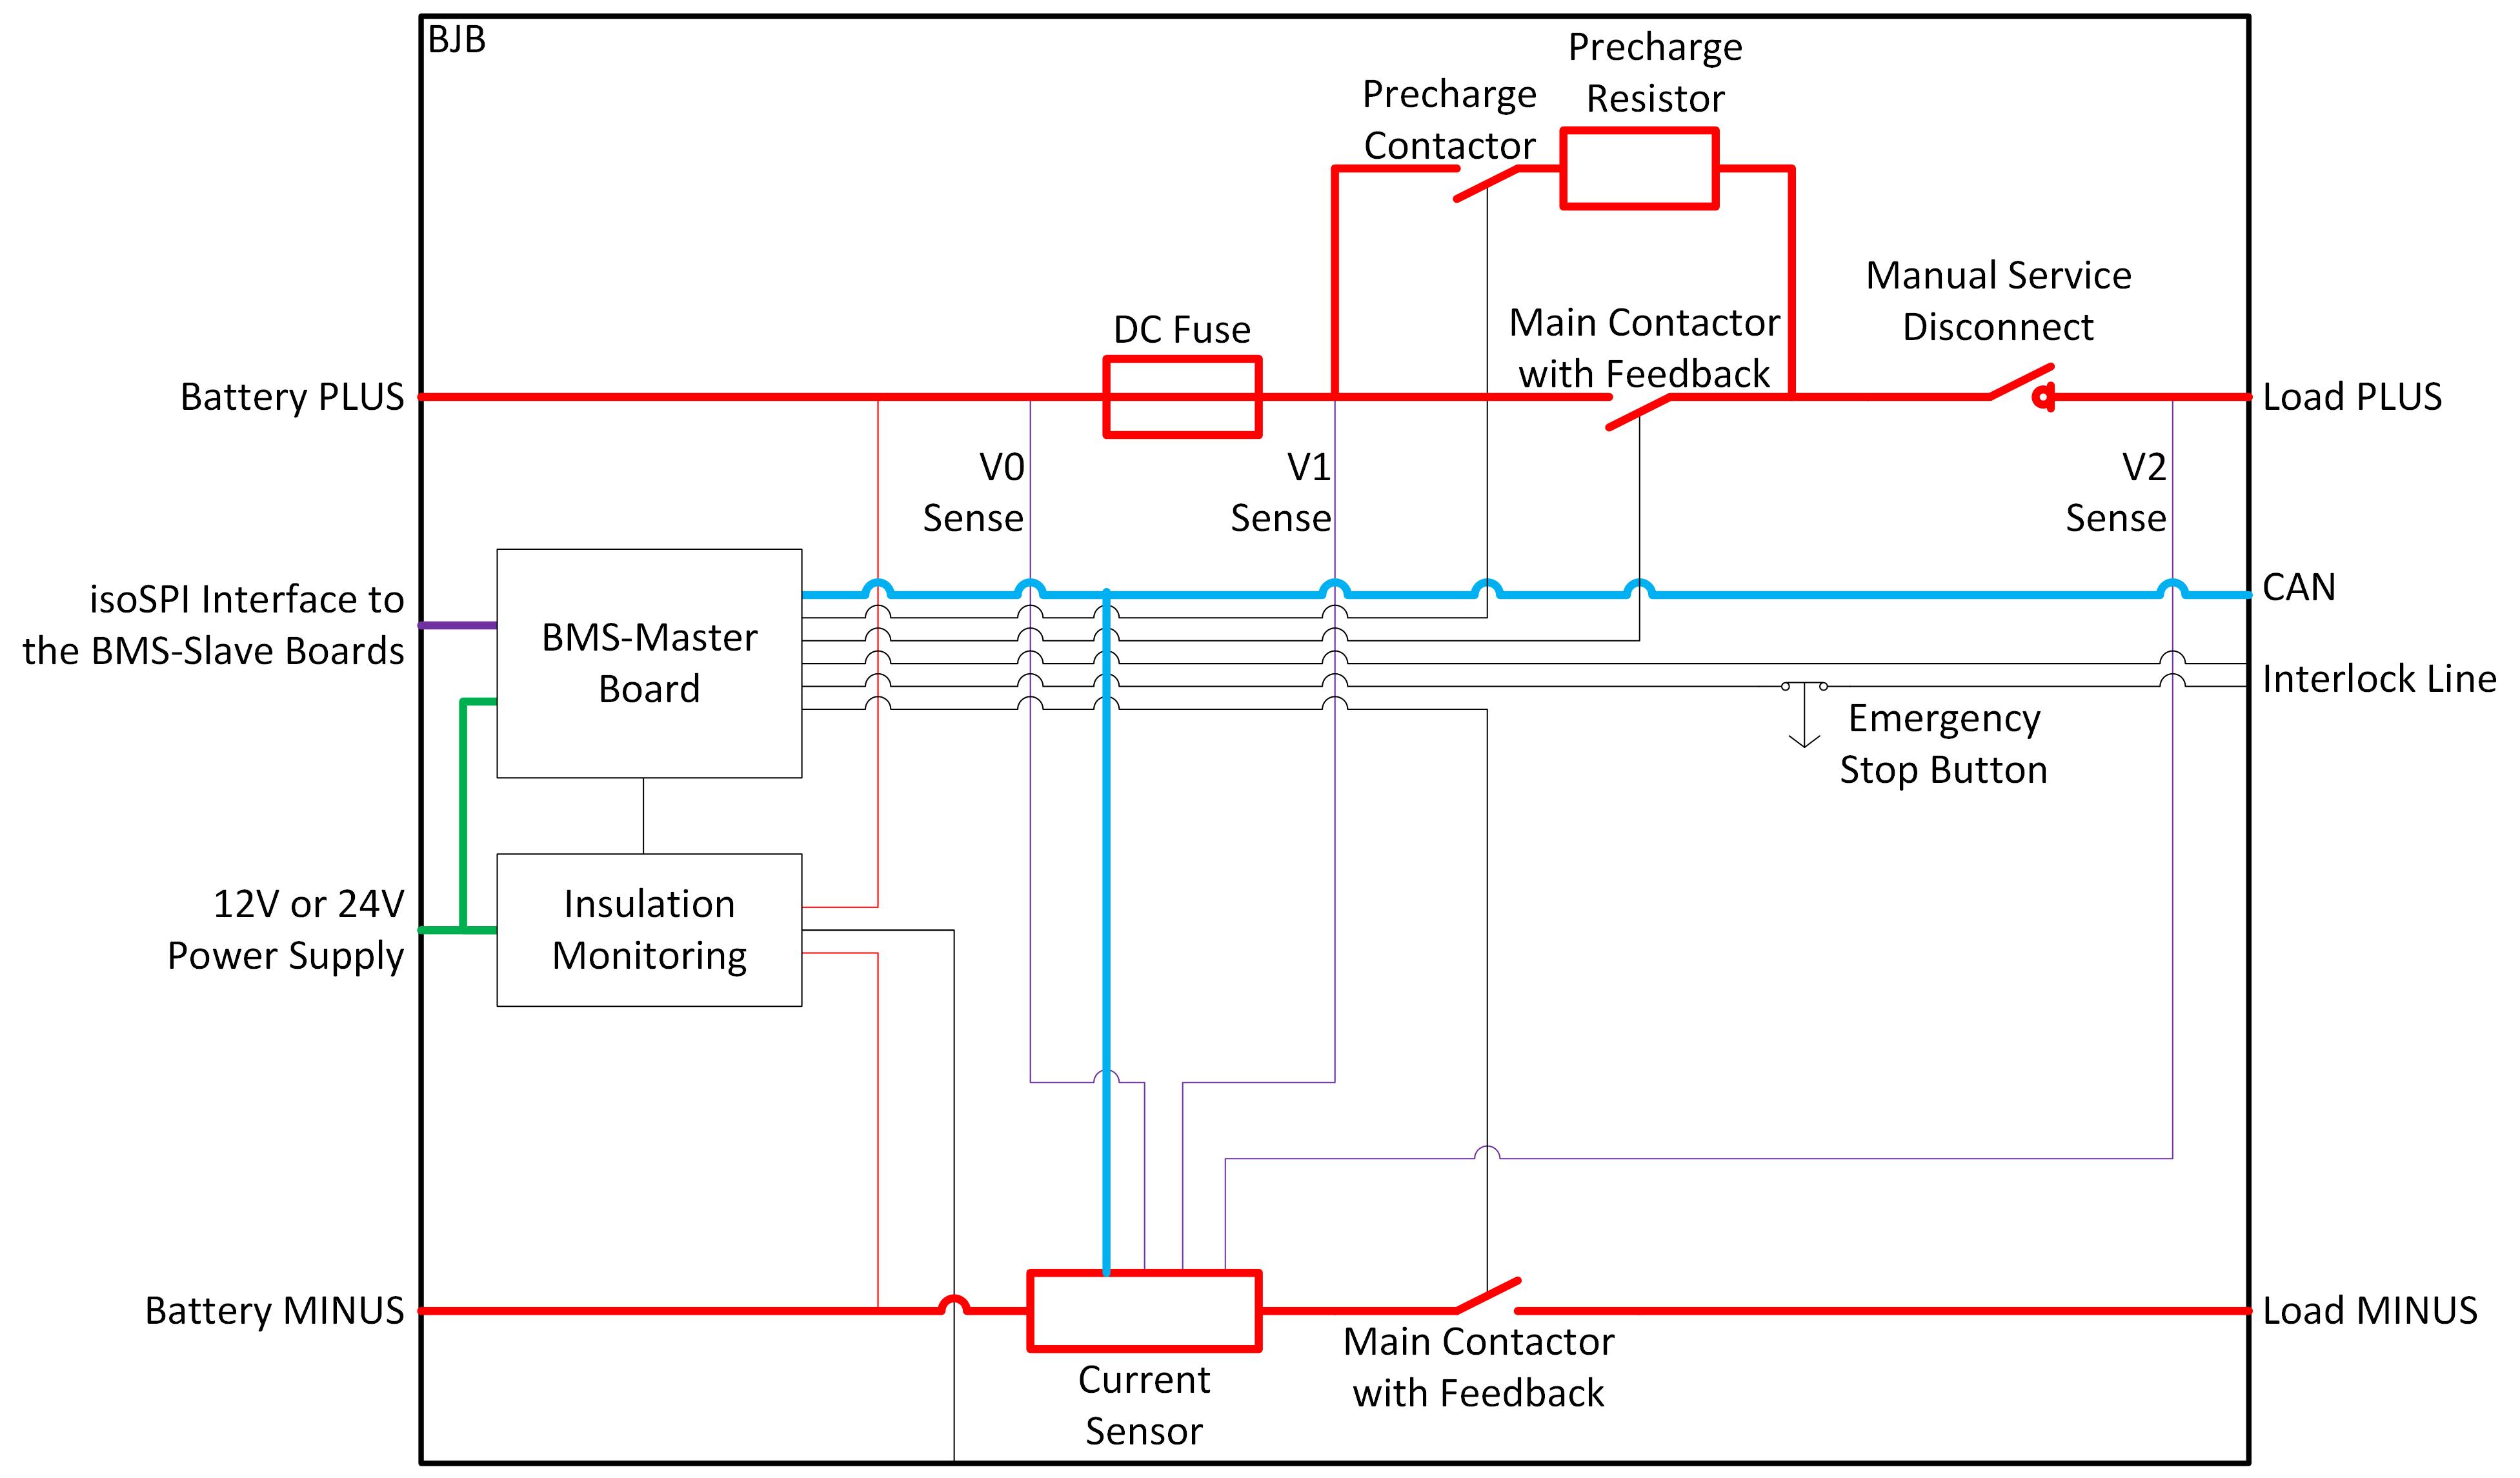 BJB
Precharge
Resistor
Precharge
Contactor
Manual Service
Disconnect
DC Fuse
Main Contactor
with Feedback
Battery PLUS
Load PLUS
V0
Sense
V1
Sense
V2
Sense
isoSPI Interface to
the BMS-Slave Boards
BMS-Master
Board
CAN
Interlock Line
Emergency
Stop Button
12V or 24V
Power Supply
Insulation
Monitoring
Battery MINUS
Load MINUS
Main Contactor
with Feedback
Current
Sensor